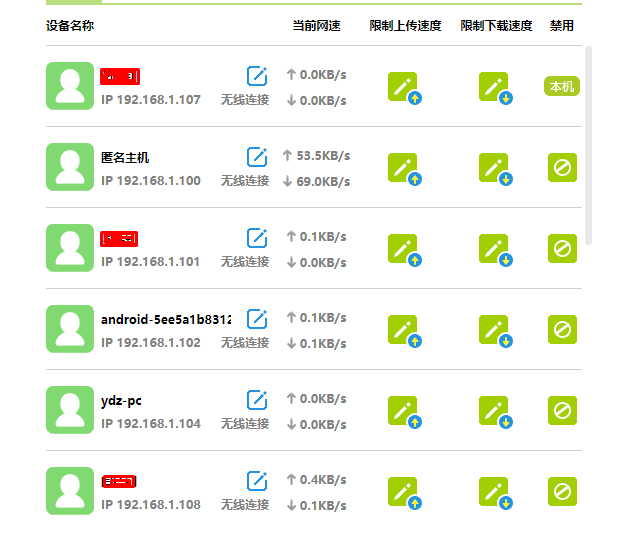 设备名称 当前网速 限制上传速度 限制下载速度 禁用
0.0KB/s
IP 192.168.1.107 无线连接 0.0KB/s 本机
匿名主机 53.5KB/s
IP 192.168.1.100 无线连接 69.0KB/s
0.1KB/s
IP 192.168.1.101 无线连接 0.0KB/s
android-5ee5a1b8312 0.1KB/s
IP 192.168.1.102 无线连接 0.1KB/s
ydz-pc 0.0KB/s
IP 192.168.1.104 无线连接 0.0KB/s
0.4KB/s
IP 192.168.1.108 无线连接 0.1KB/s